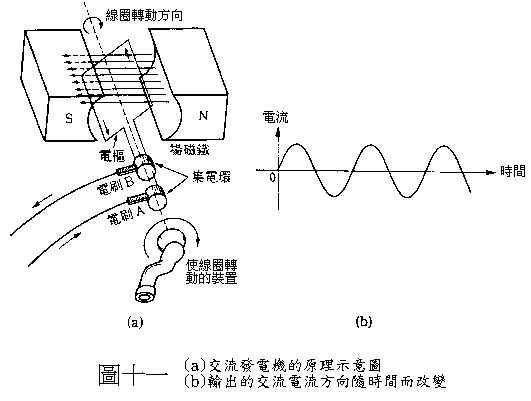 線圈轉動方向
S
N
電樞
場磁鐵
電刷 B
集電環
電刷 A
使線圈轉
動的裝置
(a)
電流
0
時間
(b)
圖十一
(a)交流發電機的原理示意圖
(b)輸出的交流電流方向隨時間而改變